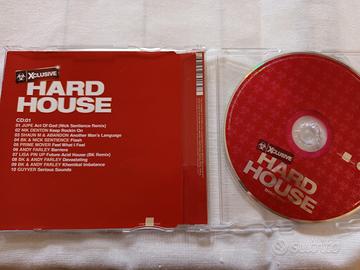 XCLUSIVE
HARD
HOUSE
CD:01
01 JUPE Act Of God (Nick Sentience Remix)
02 NIK DENTON Keep Rockin On
03 SHAUN M & ABANDON Another Man's Language
04 BK & NICK SENTIENCE Flash
05 PRIME MOVER Feel What I Feel
06 ANDY FARLEY Barriers
07 LISA PIN UP Future Acid House (BK Remix)
08 BK & ANDY FARLEY Devastating
09 BK & ANDY FARLEY Khemikal Imbalance
10 GUYVER Serious Sounds
XCLUSIVE
HARD
HOUSE
subito